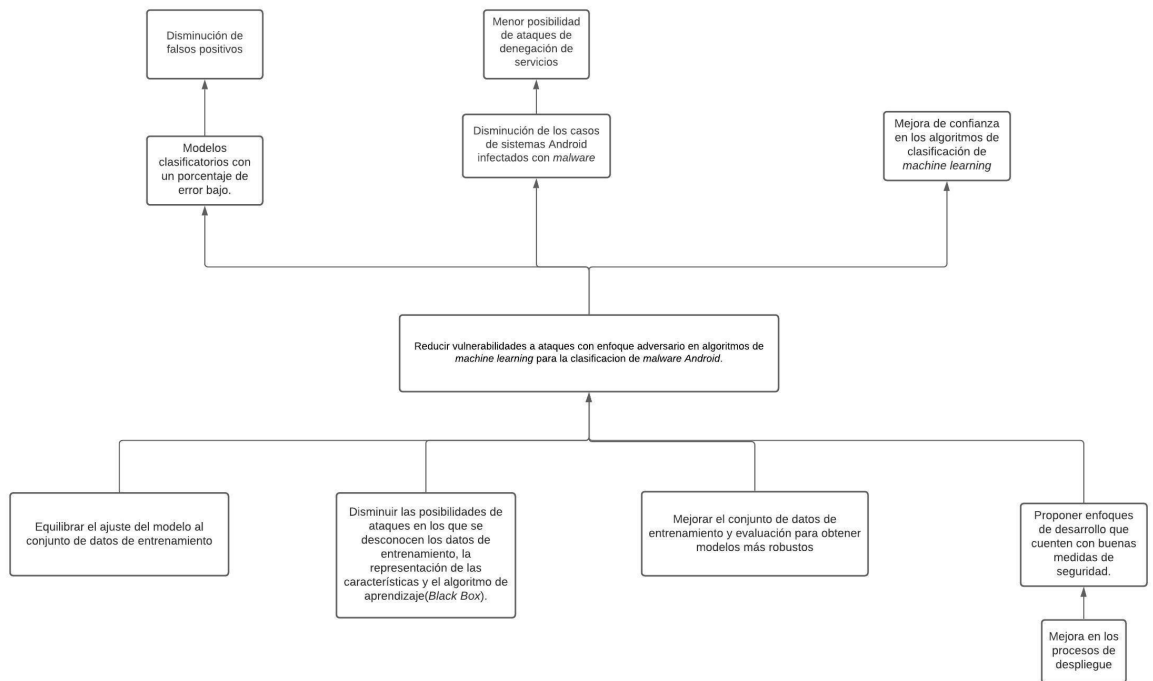 Disminución de
falsos positivos
Menor posibilidad
de ataques de
denegación de
servicios
Modelos
clasificatorios con
un porcentaje de
error bajo.
Disminución de los casos
de sistemas Android
infectados con malware
Mejora de confianza
en los algoritmos de
clasificación de
machine learning
Reducir vulnerabilidades a ataques con enfoque adversario en algoritmos de
machine learning para la clasificacion de malware Android.
Equilibrar el ajuste del modelo al
conjunto de datos de entrenamiento
Disminuir las posibilidades de
ataques en los que se
desconocen los datos de
entrenamiento, la
representación de las
características y el algoritmo de
aprendizaje(Black Box).
Mejorar el conjunto de datos de
entrenamiento y evaluación para obtener
modelos más robustos
Proponer enfoques
de desarrollo que
cuenten con buenas
medidas de
seguridad.
Mejora en los
procesos de
despliegue